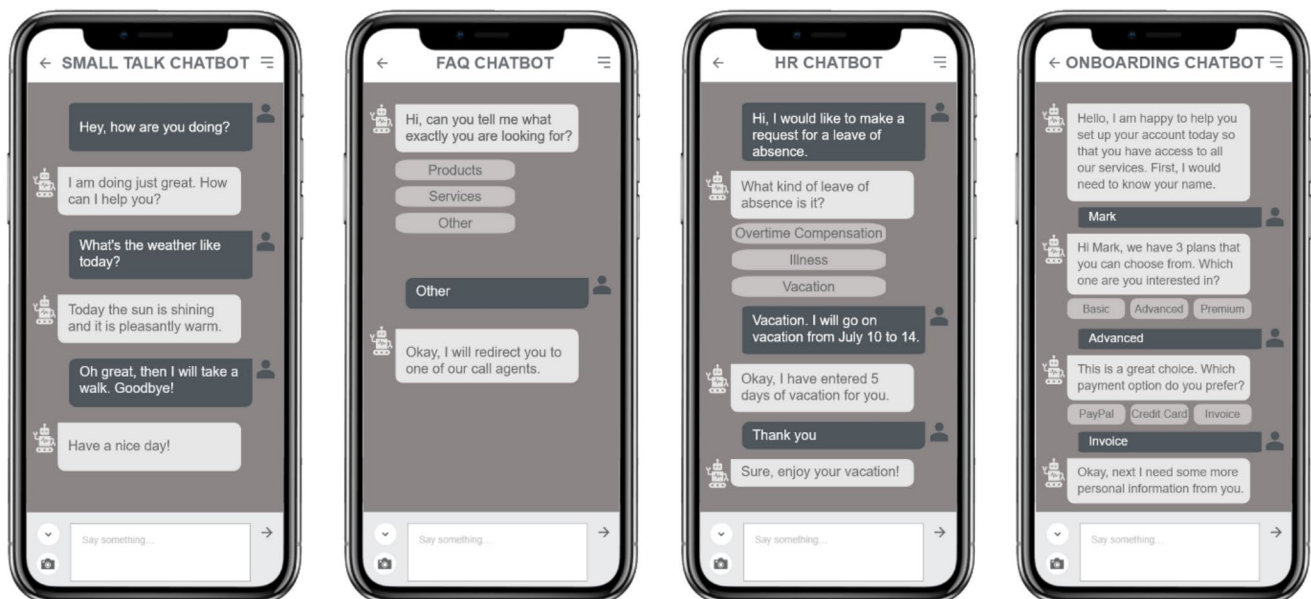 SMALL TALK CHATBOT
Hey, how are you doing?
I am doing just great. How
can I help you?
What's the weather like
today?
Today the sun is shining
and it is pleasantly warm.
Oh great, then I will take a
walk. Goodbye!
Have a nice day!
Say something...
FAQ CHATBOT
Hi, can you tell me what
exactly you are looking for?
Products
Services
Other
Other
Okay, I will redirect you to
one of our call agents.
Say something...
HR CHATBOT
Hi, I would like to make a
request for a leave of
absence.
What kind of leave of
absence is it?
Overtime Compensation
Illness
Vacation
Vacation. I will go on
vacation from July 10 to 14.
Okay, I have entered 5
days of vacation for you.
Thank you
Sure, enjoy your vacation!
Say something...
ONBOARDING CHATBOT
Hello, I am happy to help you
set up your account today so
that you have access to all
our services. First, I would
need to know your name.
Mark
Hi Mark, we have 3 plans that
you can choose from. Which
one are you interested in?
Basic Advanced Premium
Advanced
This is a great choice. Which
payment option do you prefer?
PayPal Credit Card Invoice
Invoice
Okay, next I need some more
personal information from you.
Say something...